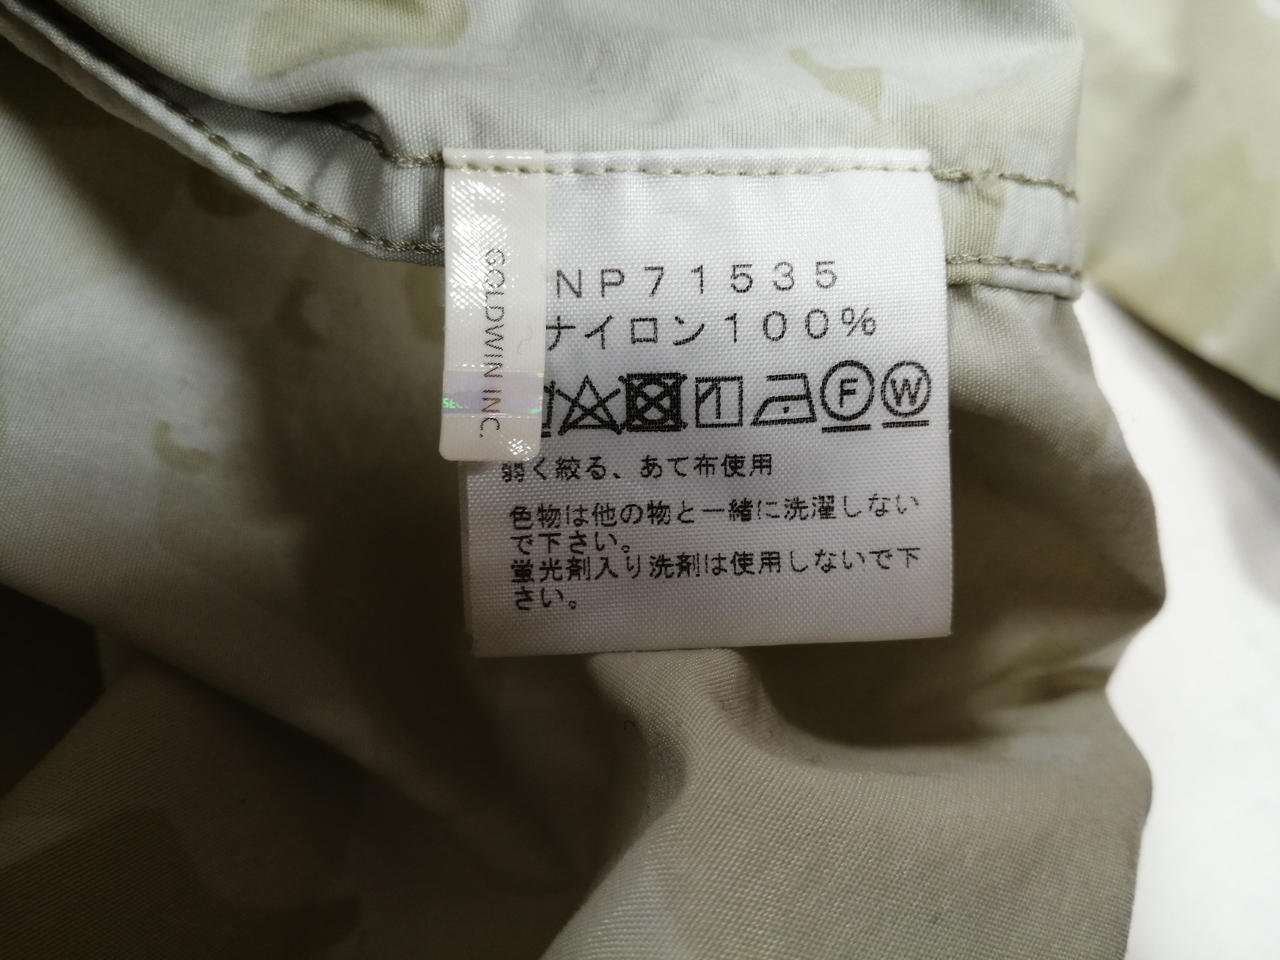 NP71535
ナイロン100%
F W
弱く絞る、あて布使用
色物は他の物と一緒に洗濯しない
で下さい。
蛍光剤入り洗剤は使用しないで下
さい。
GOLDWIN INC.